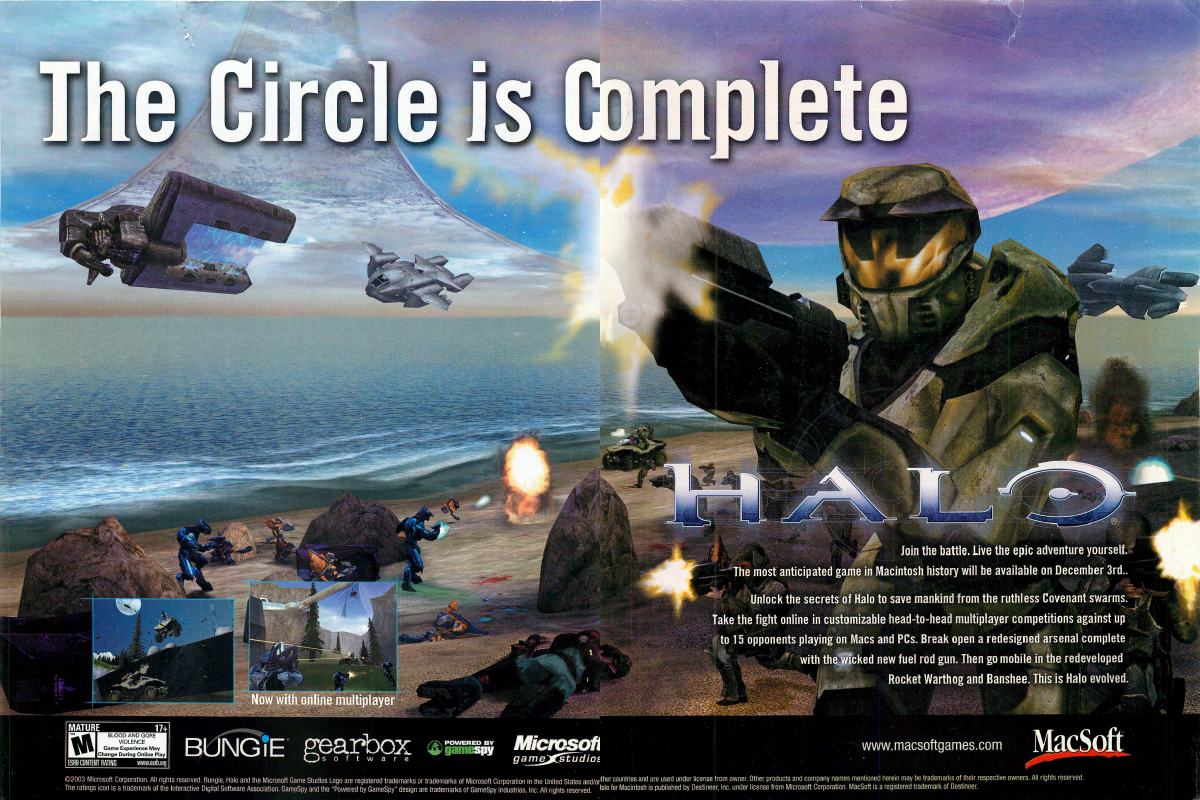 The Circle is Complete
HALO
®
Join the battle. Live the epic adventure yourself.
The most anticipated game in Macintosh history will be available on December 3rd..
Unlock the secrets of Halo to save mankind from the ruthless Covenant swarms.
Take the fight online in customizable head-to-head multiplayer competitions against up
to 15 opponents playing on Macs and PCs. Break open a redesigned arsenal complete
with the wicked new fuel rod gun. Then go mobile in the redeveloped
Rocket Warthog and Banshee. This is Halo evolved.
Now with online multiplayer
MATURE 17+
M
®
BLOOD AND GORE
VIOLENCE
Game Experience May
Change During Online Play
ESRB CONTENT RATING www.esrb.org
BUNGiE
gearbox
software
POWERED BY
gamespy
Microsoft
game studios
www.macsoftgames.com
MacSoft
©2003 Microsoft Corporation. All rights reserved. Bungie, Halo and the Microsoft Game Studios Logo are registered trademarks or trademarks of Microsoft Corporation in the United States and/or
The ratings icon is a trademark of the Interactive Digital Software Association. GameSpy and the "Powered by GameSpy" design are trademarks of GameSpy Industries, Inc. All rights reserved.
other countries and are used under license from owner. Other products and company names mentioned herein may be trademarks of their respective owners. All rights reserved.
Halo for Macintosh is published by Destineer, Inc. under license from Microsoft Corporation. MacSoft is a registered trademark of Destineer.